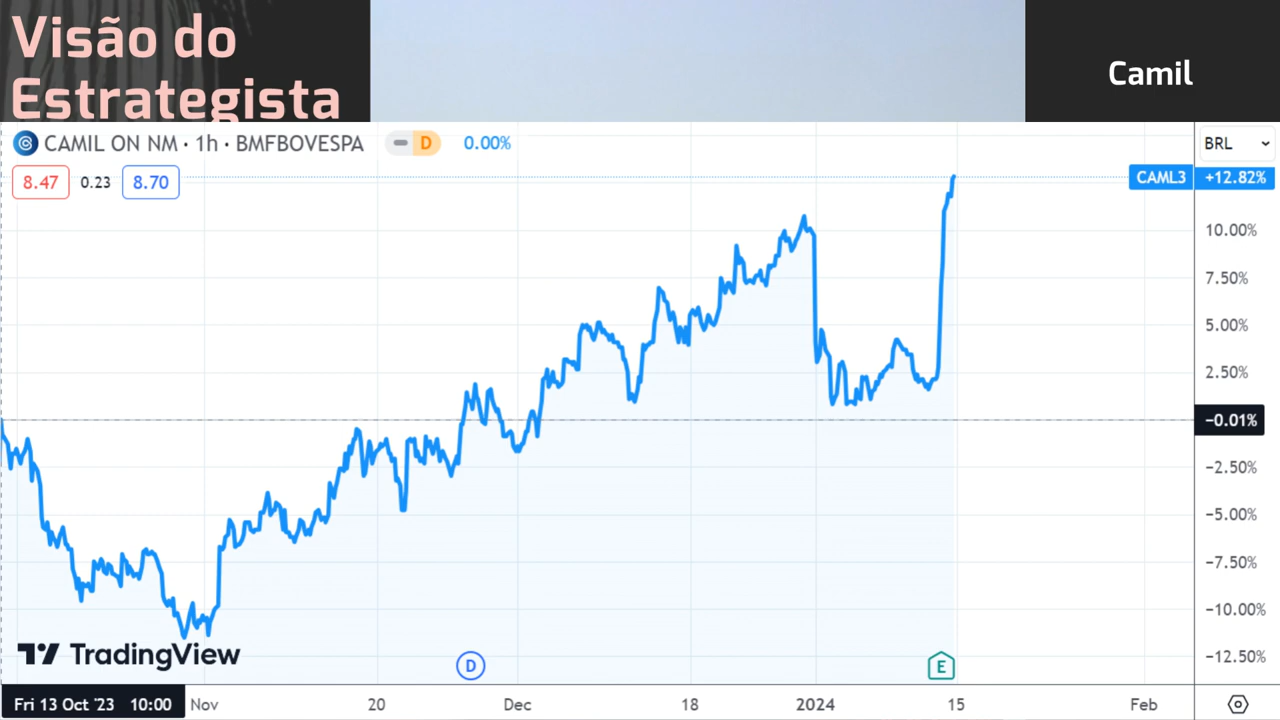 Visão do
Estrategista
Camil
CAMIL ON NM · 1h · BMFBOVESPA
D
0.00%
BRL
8.47
0.23
8.70
CAML3
+12.82%
10.00%
7.50%
5.00%
2.50%
−0.01%
−2.50%
−5.00%
−7.50%
−10.00%
−12.50%
TradingView
D
E
Fri 13 Oct '23 10:00
Nov
20
Dec
18
2024
15
Feb